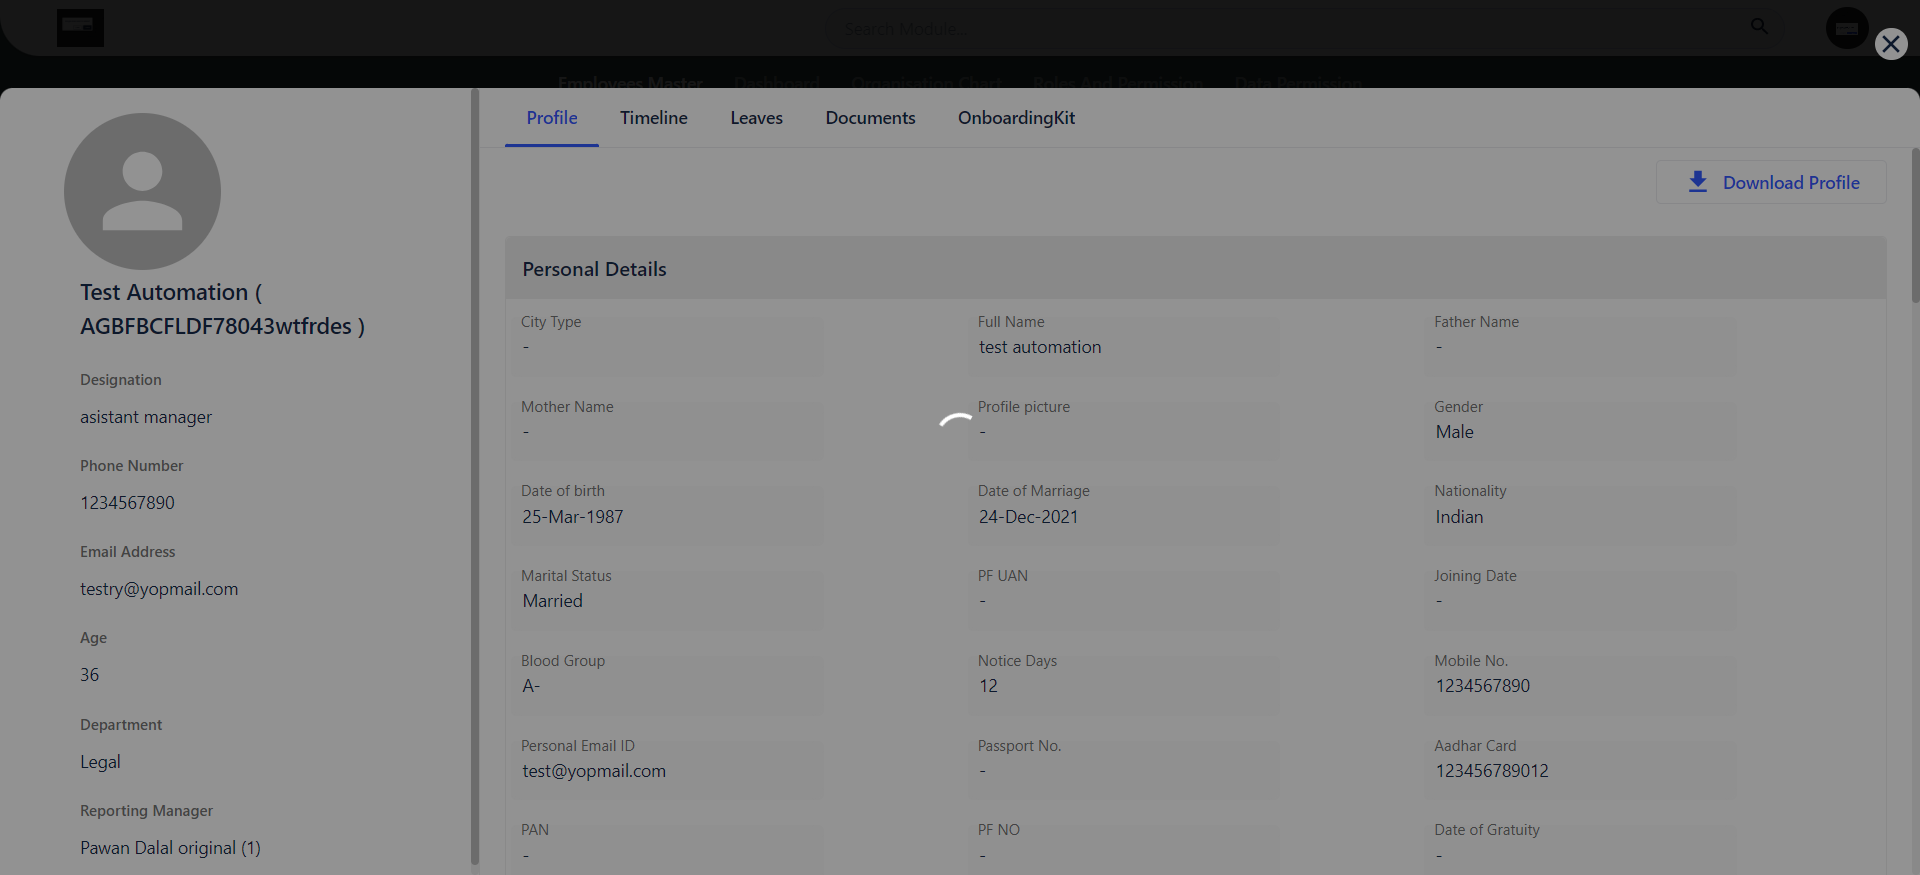 Search Module...
Employees Master Dashboard Organisation Chart Roles And Permission Data Permission
Profile Timeline Leaves Documents OnboardingKit
Download Profile
Test Automation (
AGBFBCFLDF78043wtfrdes )
Designation
asistant manager
Phone Number
1234567890
Email Address
testry@yopmail.com
Age
36
Department
Legal
Reporting Manager
Pawan Dalal original (1)
Personal Details
City Type
-
Full Name
test automation
Father Name
-
Mother Name
-
Profile picture
-
Gender
Male
Date of birth
25-Mar-1987
Date of Marriage
24-Dec-2021
Nationality
Indian
Marital Status
Married
PF UAN
-
Joining Date
-
Blood Group
A-
Notice Days
12
Mobile No.
1234567890
Personal Email ID
test@yopmail.com
Passport No.
-
Aadhar Card
123456789012
PAN
-
PF NO
-
Date of Gratuity
-